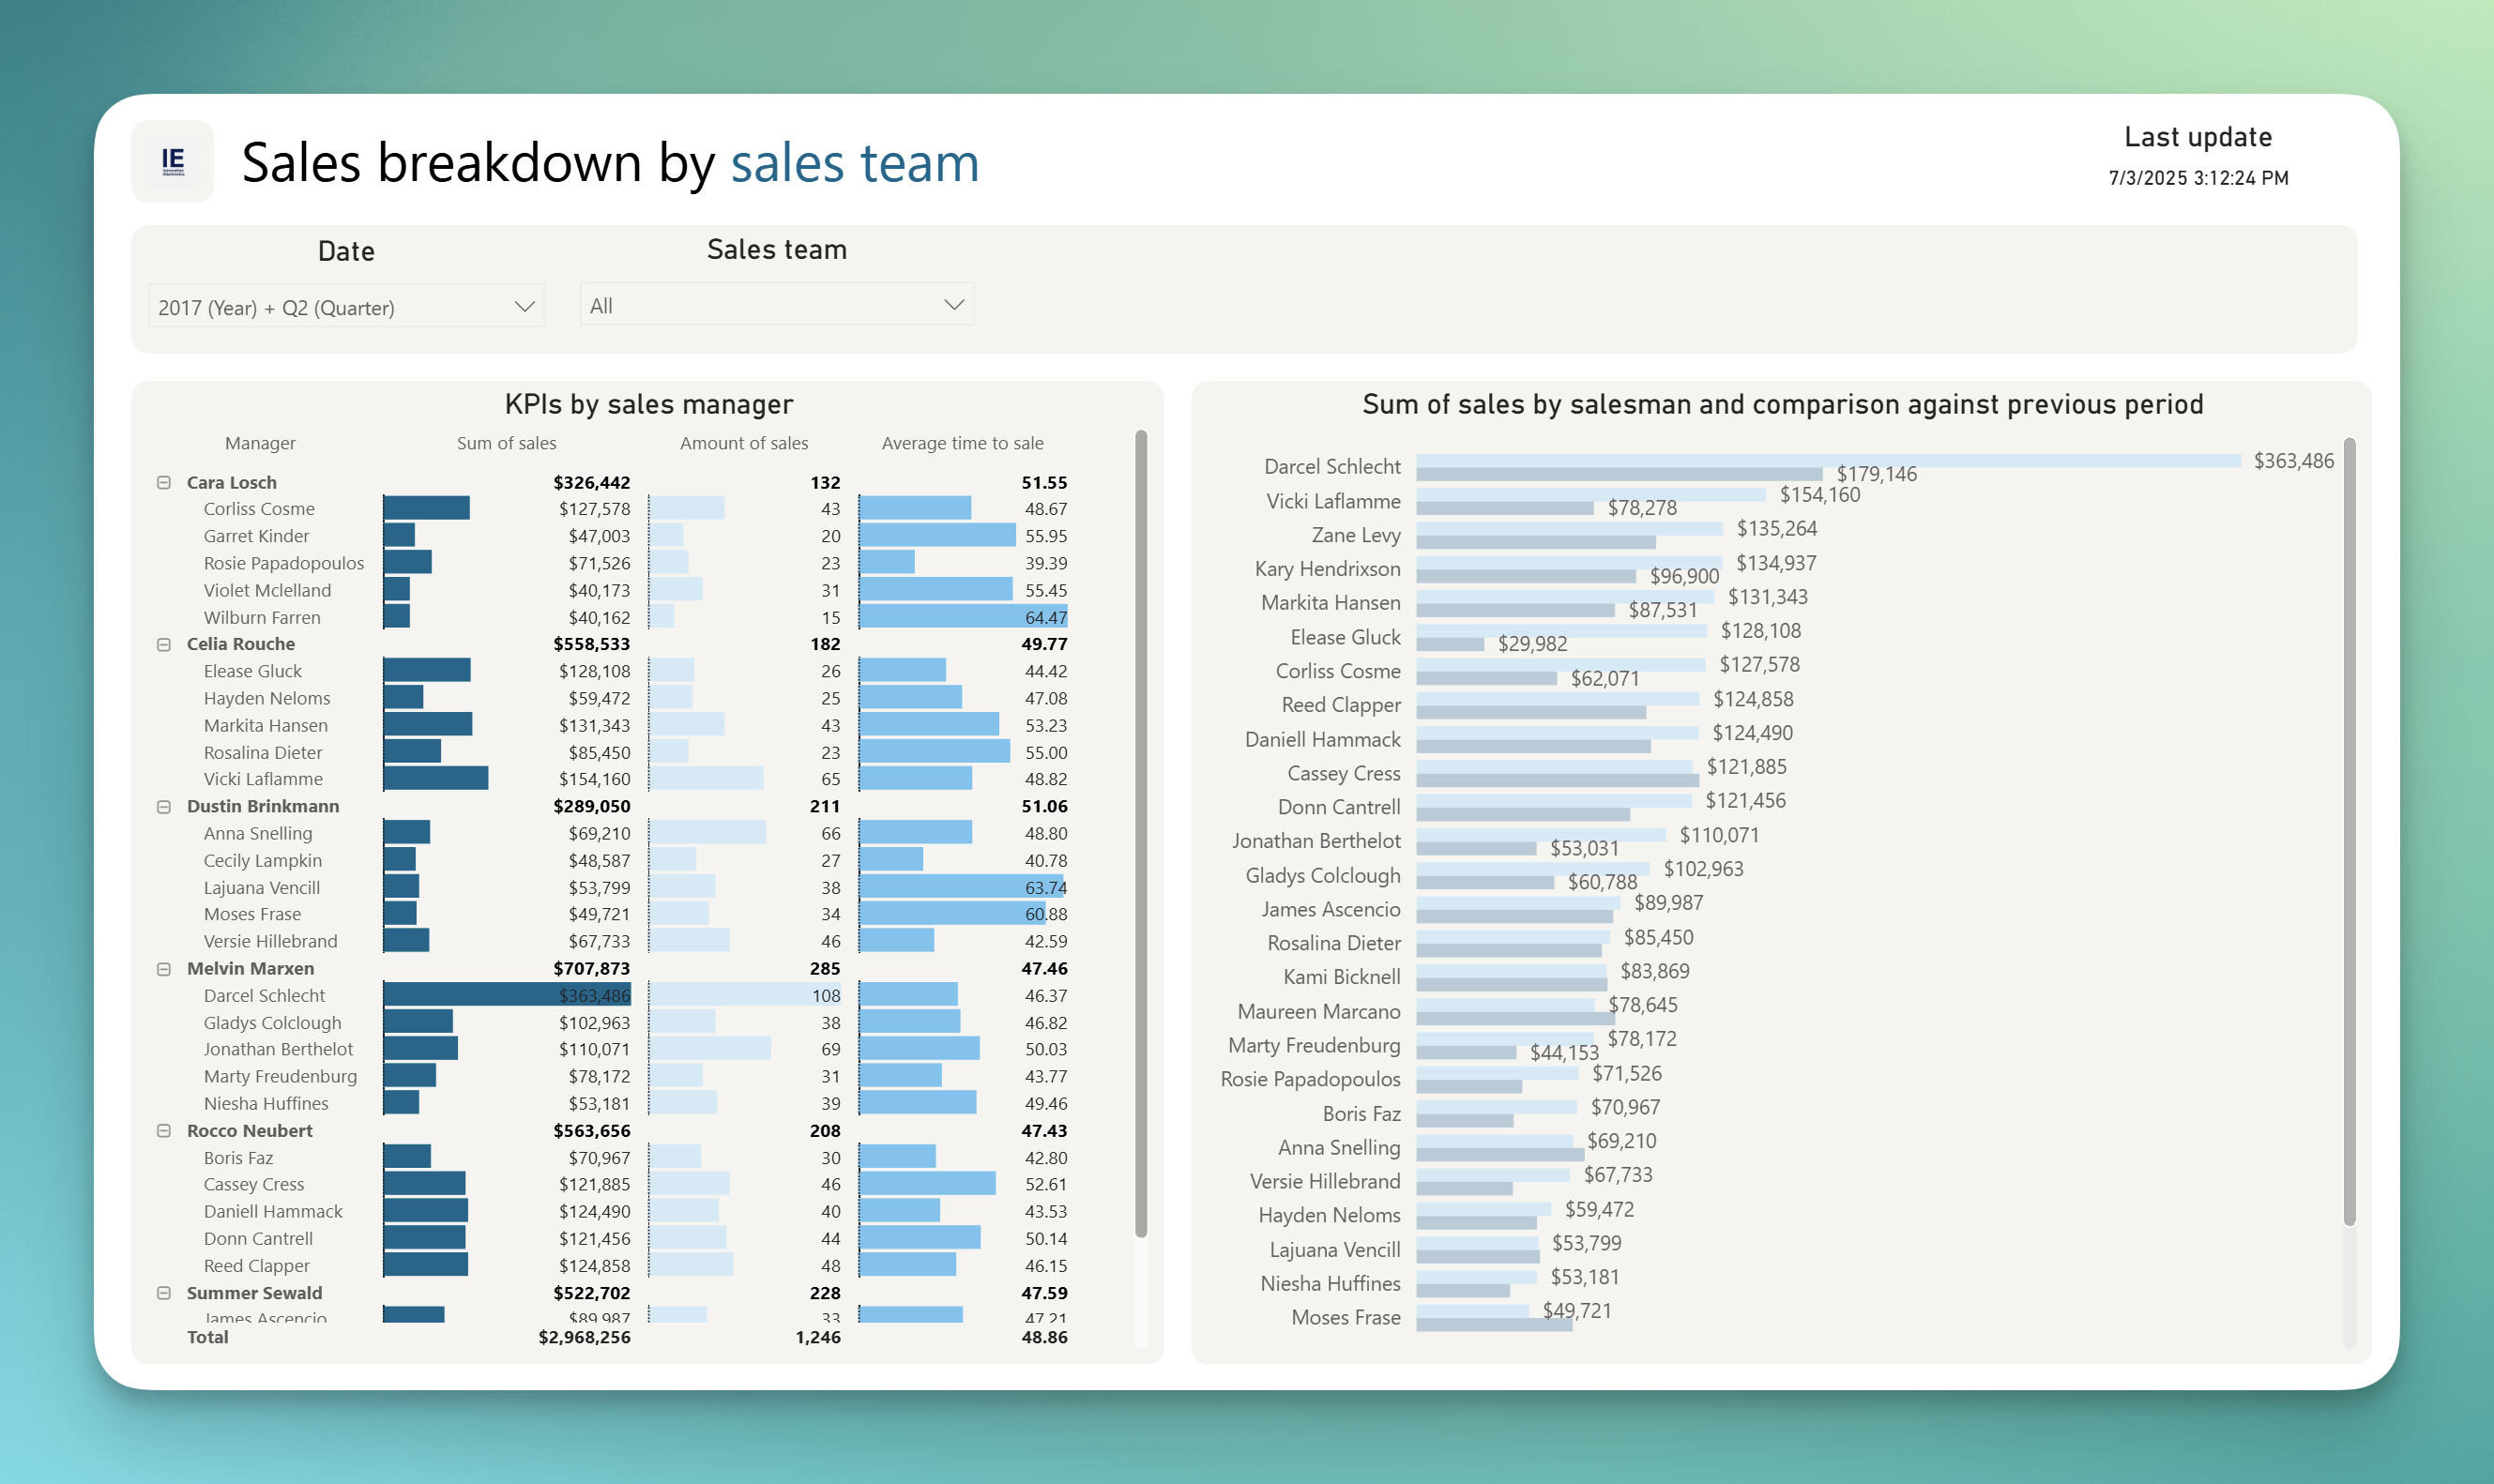 IE
Innovation
Electronics
Sales breakdown by sales team
Last update
7/3/2025 3:12:24 PM
Date
Sales team
2017 (Year) + Q2 (Quarter)
All
KPIs by sales manager
Manager Sum of sales Amount of sales Average time to sale
Cara Losch $326,442 132 51.55
Corliss Cosme $127,578 43 48.67
Garret Kinder $47,003 20 55.95
Rosie Papadopoulos $71,526 23 39.39
Violet Mclelland $40,173 31 55.45
Wilburn Farren $40,162 15 64.47
Celia Rouche $558,533 182 49.77
Elease Gluck $128,108 26 44.42
Hayden Neloms $59,472 25 47.08
Markita Hansen $131,343 43 53.23
Rosalina Dieter $85,450 23 55.00
Vicki Laflamme $154,160 65 48.82
Dustin Brinkmann $289,050 211 51.06
Anna Snelling $69,210 66 48.80
Cecily Lampkin $48,587 27 40.78
Lajuana Vencill $53,799 38 63.74
Moses Frase $49,721 34 60.88
Versie Hillebrand $67,733 46 42.59
Melvin Marxen $707,873 285 47.46
Darcel Schlecht $363,486 108 46.37
Gladys Colclough $102,963 38 46.82
Jonathan Berthelot $110,071 69 50.03
Marty Freudenburg $78,172 31 43.77
Niesha Huffines $53,181 39 49.46
Rocco Neubert $563,656 208 47.43
Boris Faz $70,967 30 42.80
Cassey Cress $121,885 46 52.61
Daniell Hammack $124,490 40 43.53
Donn Cantrell $121,456 44 50.14
Reed Clapper $124,858 48 46.15
Summer Sewald $522,702 228 47.59
James Ascencio $89,987 33 47.21
Total $2,968,256 1,246 48.86
Sum of sales by salesman and comparison against previous period
Darcel Schlecht $363,486
$179,146
Vicki Laflamme $154,160
$78,278
Zane Levy $135,264
Kary Hendrixson $134,937
$96,900
Markita Hansen $131,343
$87,531
Elease Gluck $128,108
$29,982
Corliss Cosme $127,578
$62,071
Reed Clapper $124,858
Daniell Hammack $124,490
Cassey Cress $121,885
Donn Cantrell $121,456
Jonathan Berthelot $110,071
$53,031
Gladys Colclough $102,963
$60,788
James Ascencio $89,987
Rosalina Dieter $85,450
Kami Bicknell $83,869
Maureen Marcano $78,645
Marty Freudenburg $78,172
$44,153
Rosie Papadopoulos $71,526
Boris Faz $70,967
Anna Snelling $69,210
Versie Hillebrand $67,733
Hayden Neloms $59,472
Lajuana Vencill $53,799
Niesha Huffines $53,181
Moses Frase $49,721